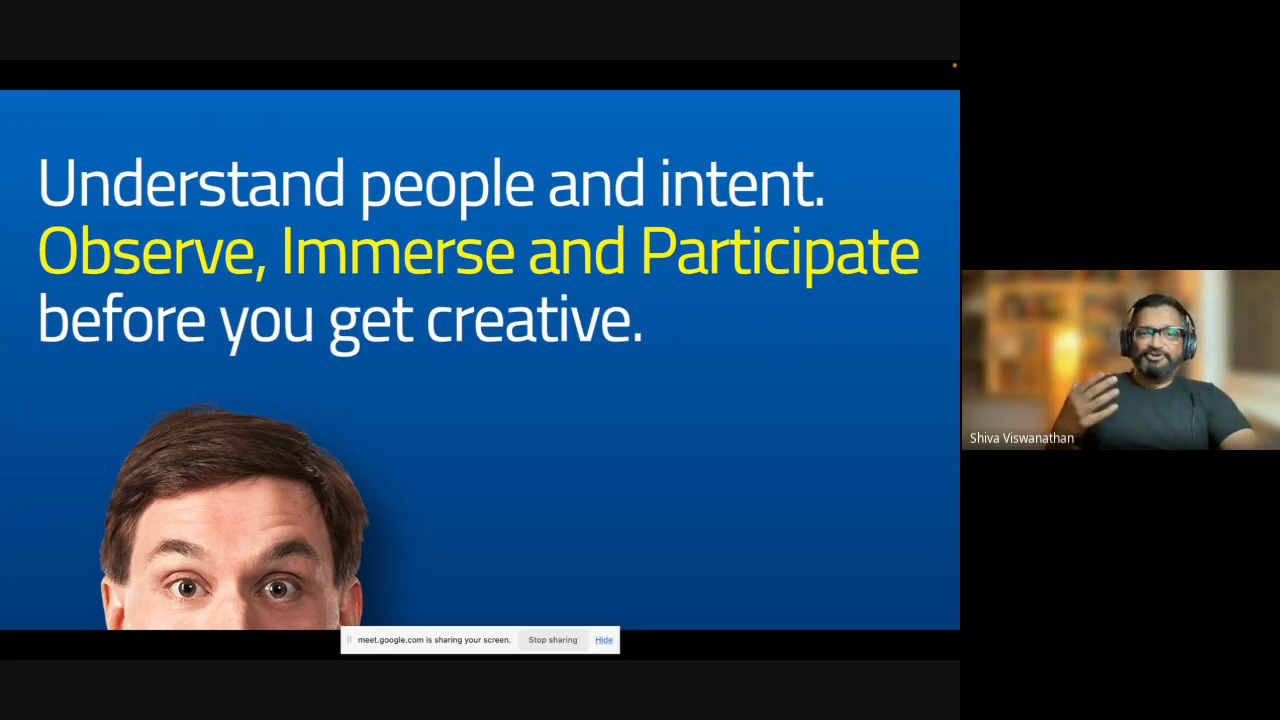 Understand people and intent.
Observe, Immerse and Participate
before you get creative.
Shiva Viswanathan
meet.google.com is sharing your screen.
Stop sharing
Hide